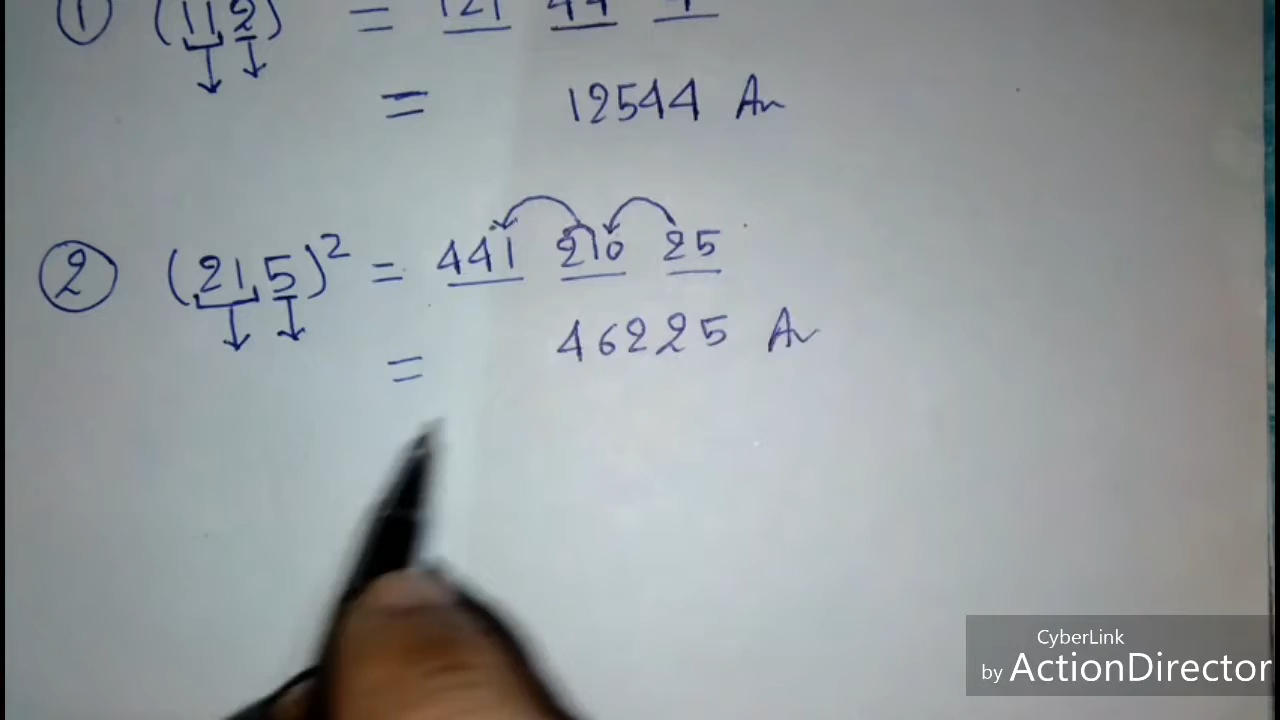 ① (112) = 121 44 4
= 12544 An
② (215)² = 441 210 25
= 46225 An
CyberLink
by ActionDirector